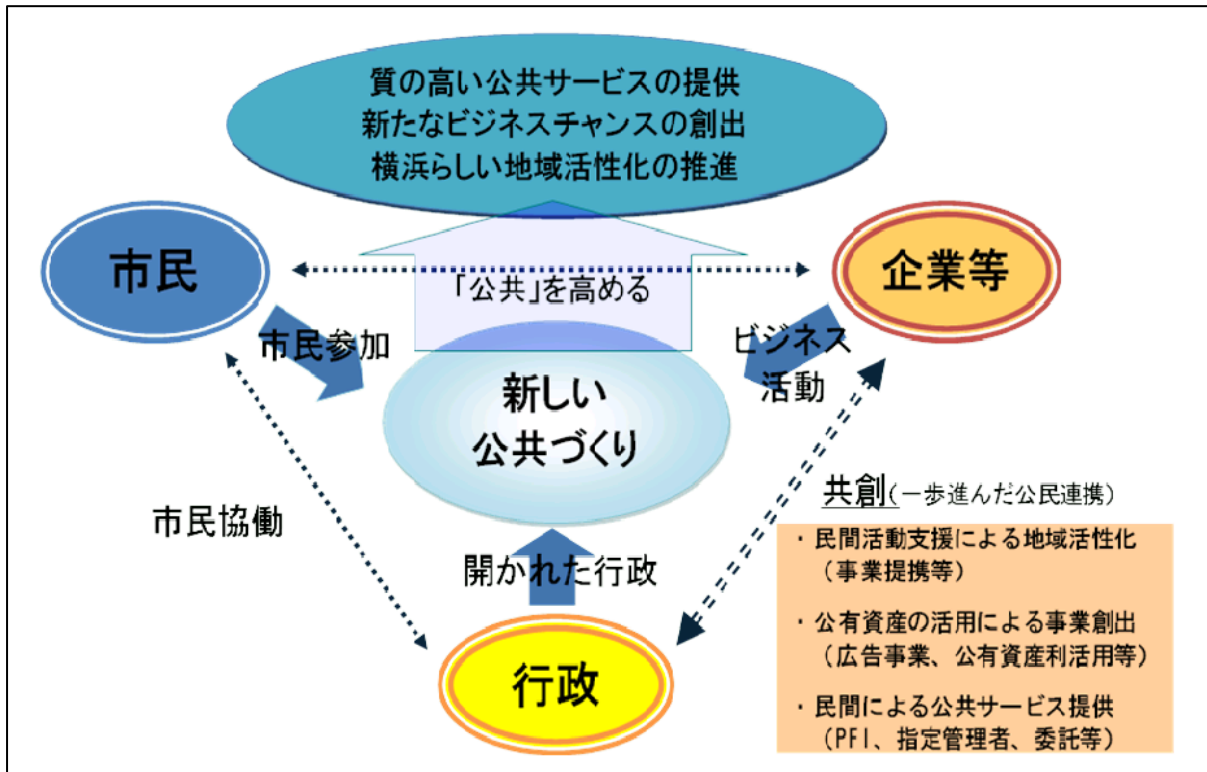 質の高い公共サービスの提供
新たなビジネスチャンスの創出
横浜らしい地域活性化の推進
市民
企業等
「公共」を高める
市民参加
ビジネス
活動
新しい
公共づくり
市民協働
共創(一歩進んだ公民連携)
開かれた行政
行政
・民間活動支援による地域活性化
(事業提携等)
・公有資産の活用による事業創出
(広告事業、公有資産利活用等)
・民間による公共サービス提供
(PFI、指定管理者、委託等)